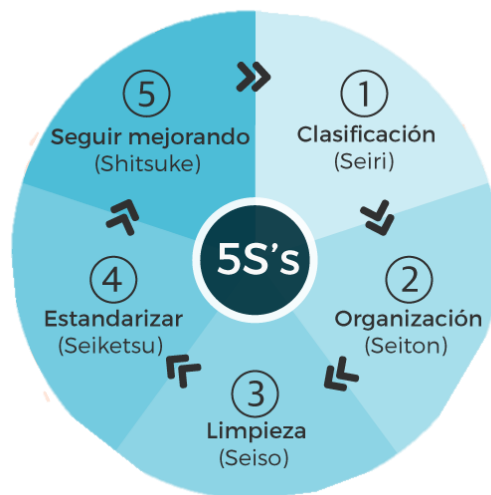 1
Clasificación
(Seiri)
2
Organización
(Seiton)
3
Limpieza
(Seiso)
4
Estandarizar
(Seiketsu)
5
Seguir mejorando
(Shitsuke)
5S's